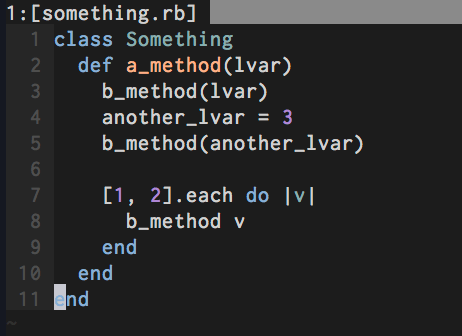 1:[something.rb]
1 class Something
2   def a_method(lvar)
3     b_method(lvar)
4     another_lvar = 3
5     b_method(another_lvar)
6
7     [1, 2].each do |v|
8       b_method v
9     end
10   end
11 end
~